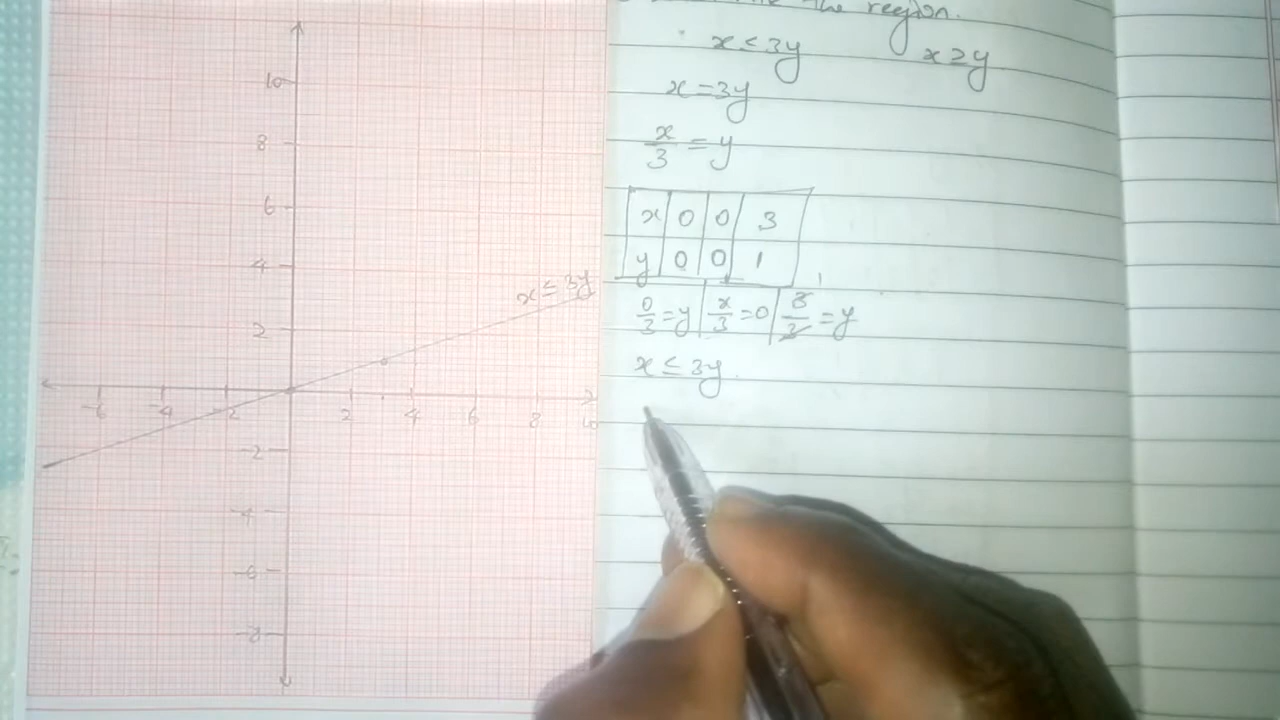 the region.
x ≤ 3y x ≥ y
x = 3y
x/3 = y
x 0 0 3
y 0 0 1
0/3 = y | x/3 = 0 | 3/3 = y
x ≤ 3y
10
8
6
4
x ≤ 3y
2
-6 -4 -2 2 4 6 8 10
-2
-4
-6
-8